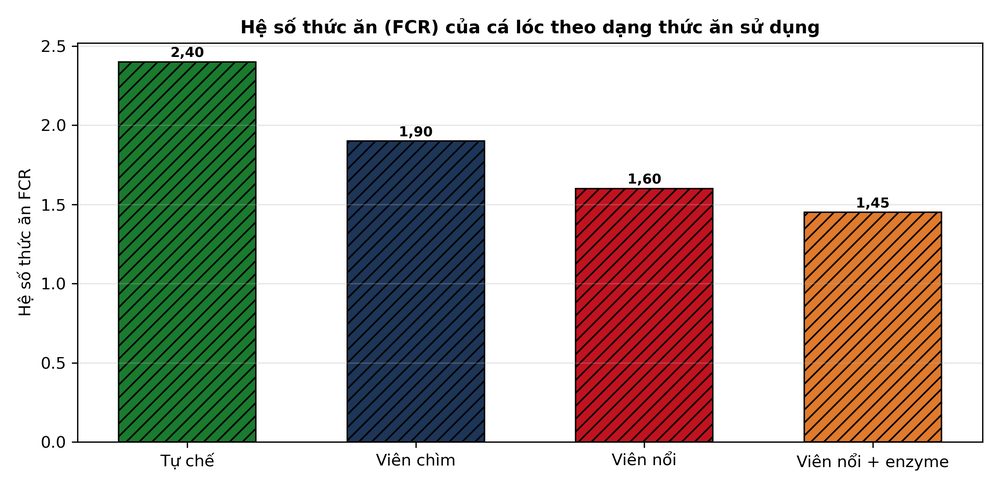 Hệ số thức ăn (FCR) của cá lóc theo dạng thức ăn sử dụng
Hệ số thức ăn FCR
2.5
2.0
1.5
1.0
0.5
0.0
2,40
1,90
1,60
1,45
Tự chế
Viên chìm
Viên nổi
Viên nổi + enzyme